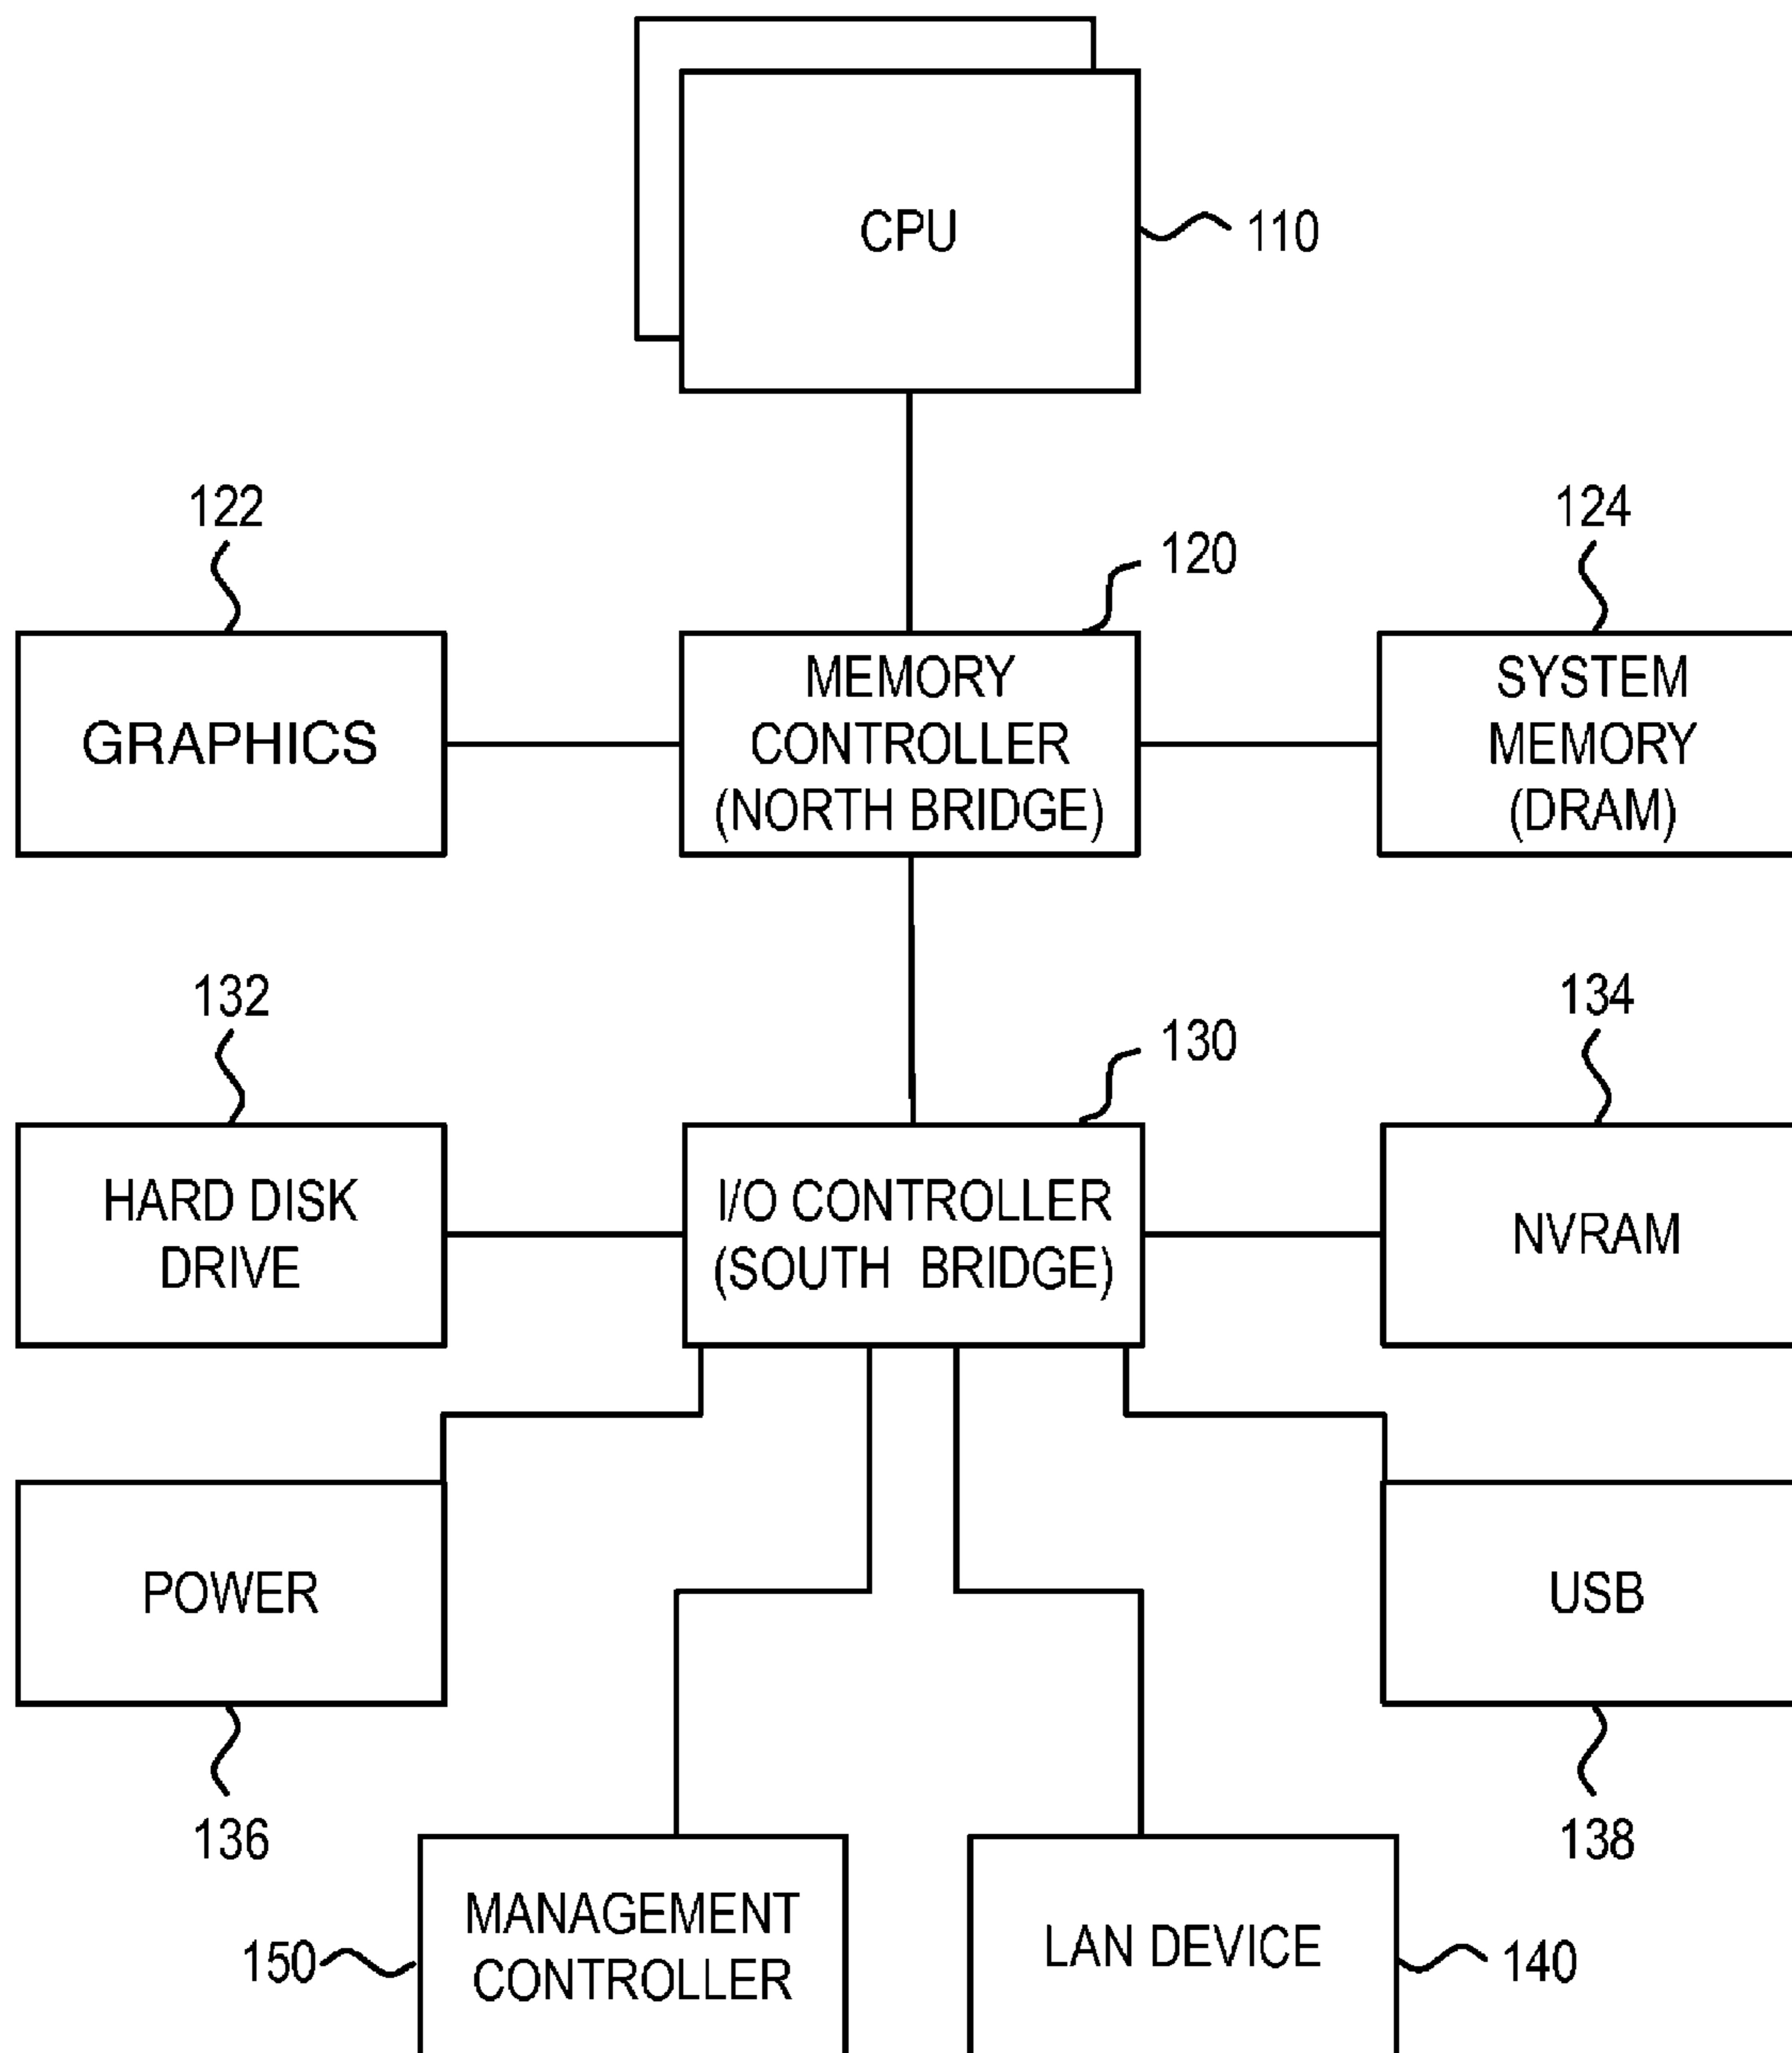 CPU
110
122
120
124
GRAPHICS
MEMORY
CONTROLLER
(NORTH BRIDGE)
SYSTEM
MEMORY
(DRAM)
132
130
134
HARD DISK
DRIVE
I/O CONTROLLER
(SOUTH BRIDGE)
NVRAM
POWER
USB
136
138
150
MANAGEMENT
CONTROLLER
LAN DEVICE
140